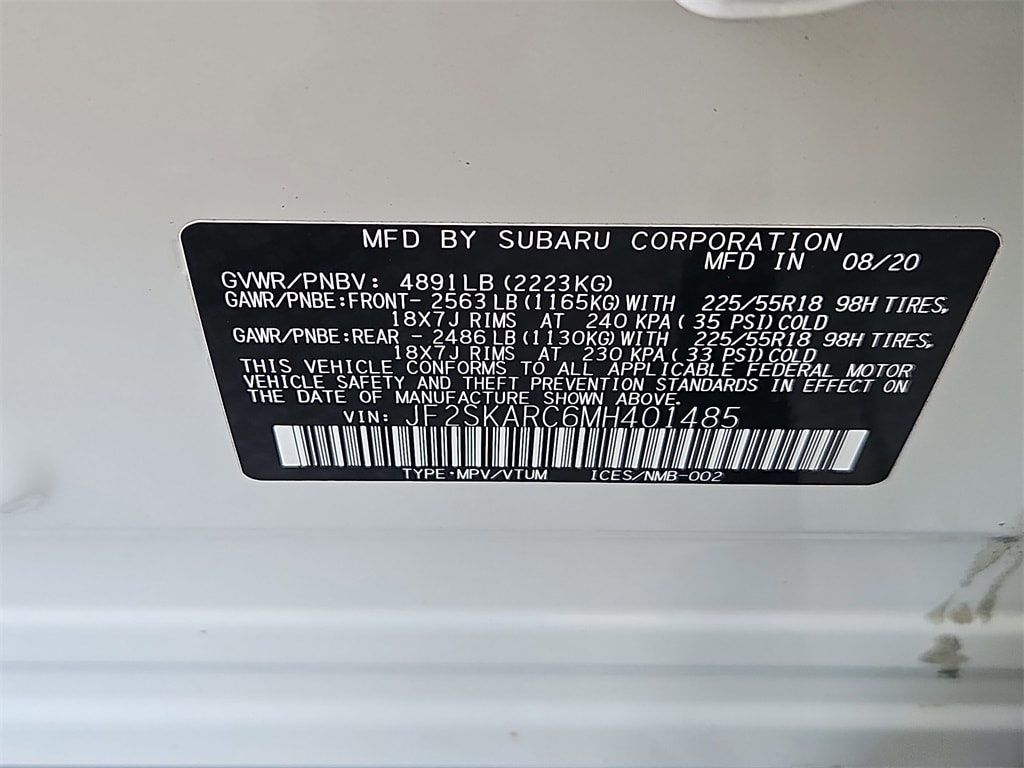 MFD BY SUBARU CORPORATION
MFD IN 08/20
GVWR/PNBV: 4891LB (2223KG)
GAWR/PNBE:FRONT- 2563LB (1165KG) WITH 225/55R18 98H TIRES,
18X7J RIMS AT 240 KPA ( 35 PSI) COLD
GAWR/PNBE:REAR - 2486LB (1130KG) WITH 225/55R18 98H TIRES,
18X7J RIMS AT 230 KPA ( 33 PSI) COLD
THIS VEHICLE CONFORMS TO ALL APPLICABLE FEDERAL MOTOR
VEHICLE SAFETY AND THEFT PREVENTION STANDARDS IN EFFECT ON
THE DATE OF MANUFACTURE SHOWN ABOVE.
VIN: JF2SKARC6MH401485
TYPE·MPV/VTUM ICES/NMB-002